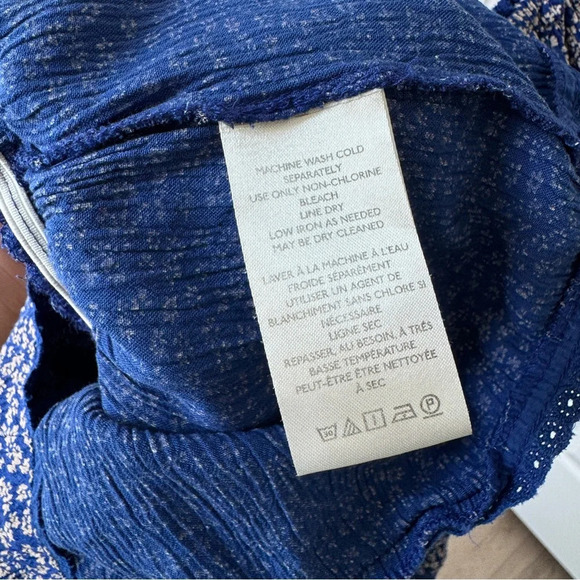 MACHINE WASH COLD
SEPARATELY
USE ONLY NON-CHLORINE
BLEACH
LINE DRY
LOW IRON AS NEEDED
MAY BE DRY CLEANED
LAVER À LA MACHINE À L'EAU
FROIDE SÉPARÉMENT
UTILISER UN AGENT DE
BLANCHIMENT SANS CHLORE SI
NÉCESSAIRE
LIGNE SEC
REPASSER, AU BESOIN, À TRÉS
BASSE TEMPÉRATURE
PEUT-ÊTRE ÊTRE NETTOYÉE
À SEC
30 P